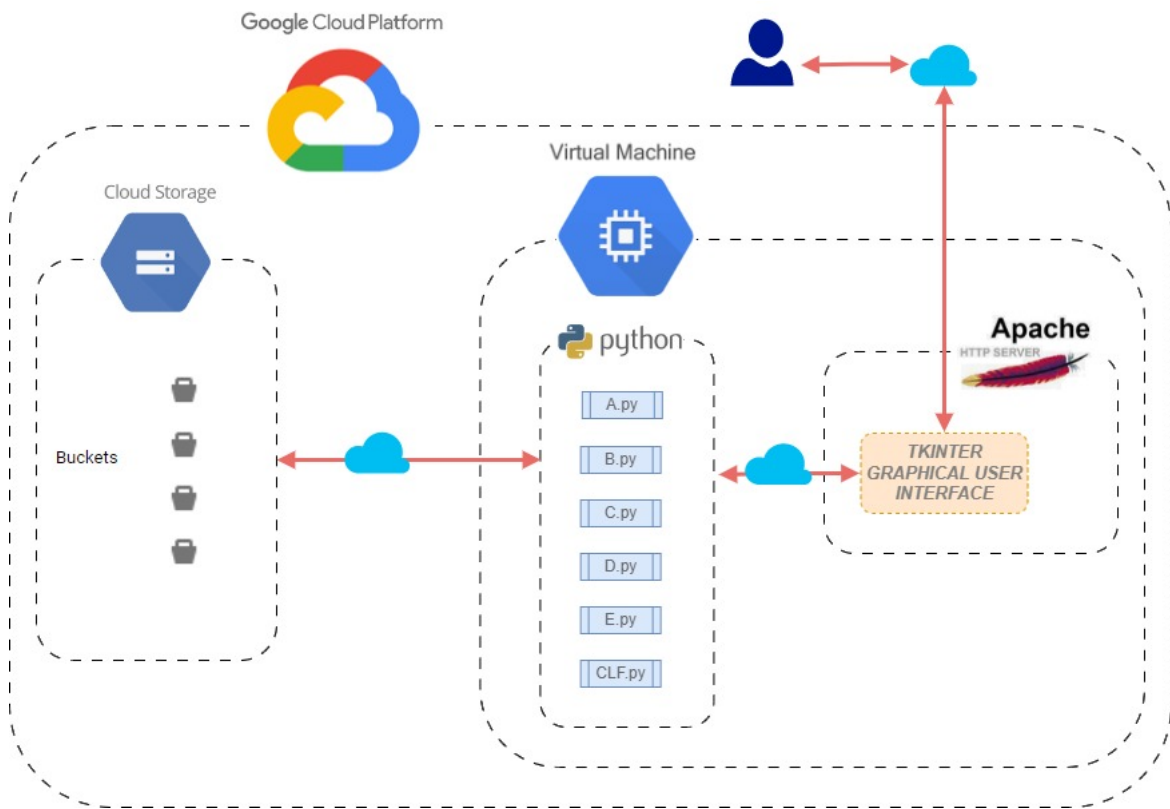 Google Cloud Platform
Virtual Machine
Cloud Storage
python
Apache
HTTP SERVER
A.py
B.py
C.py
D.py
E.py
CLF.py
Buckets
TKINTER
GRAPHICAL USER
INTERFACE